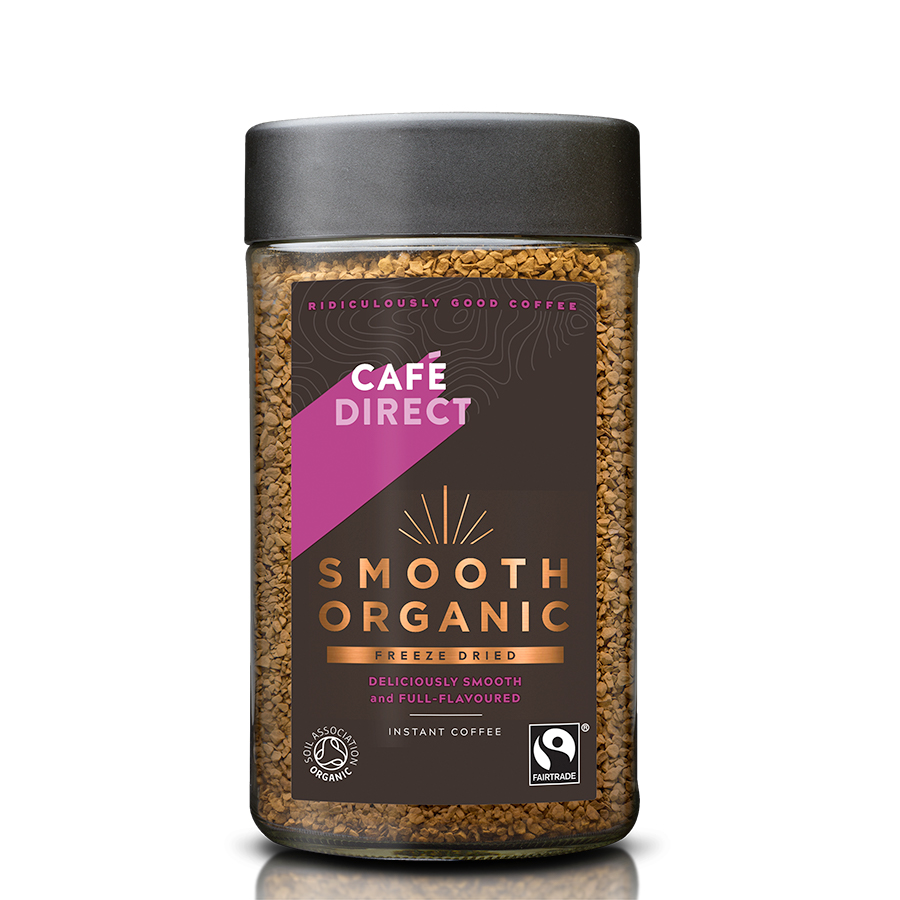 RIDICULOUSLY GOOD COFFEE
CAFÉ
DIRECT
SMOOTH
ORGANIC
FREEZE DRIED
DELICIOUSLY SMOOTH
and FULL-FLAVOURED
INSTANT COFFEE
SOIL ASSOCIATION
ORGANIC
FAIRTRADE
®